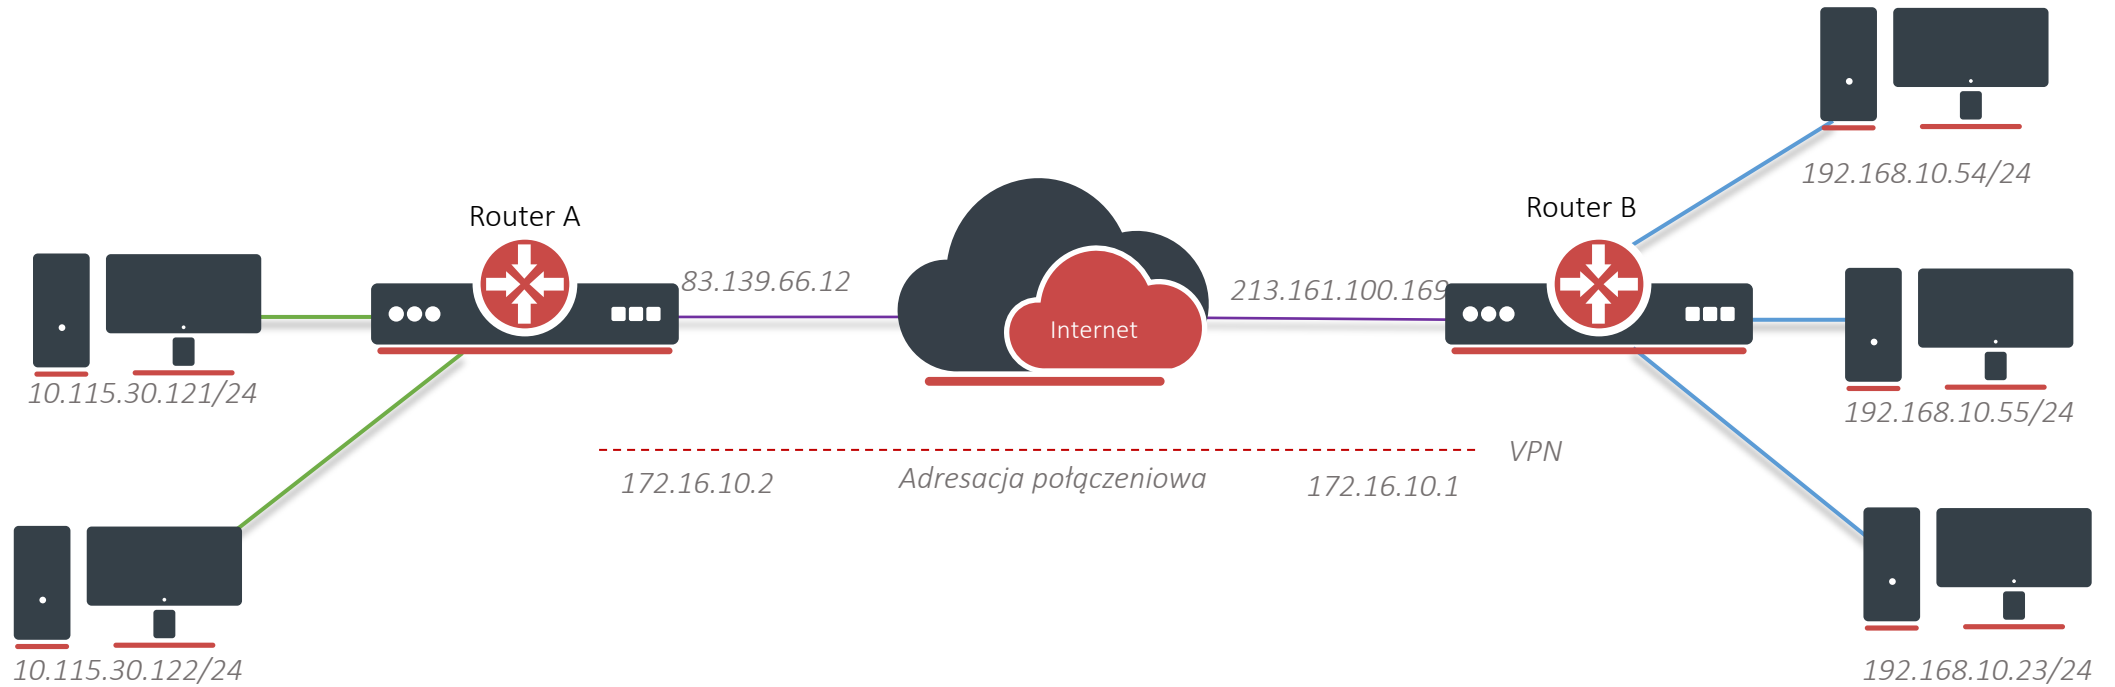 192.168.10.54/24
Router A
Router B
83.139.66.12
213.161.100.169
Internet
10.115.30.121/24
192.168.10.55/24
VPN
172.16.10.2
Adresacja połączeniowa
172.16.10.1
10.115.30.122/24
192.168.10.23/24